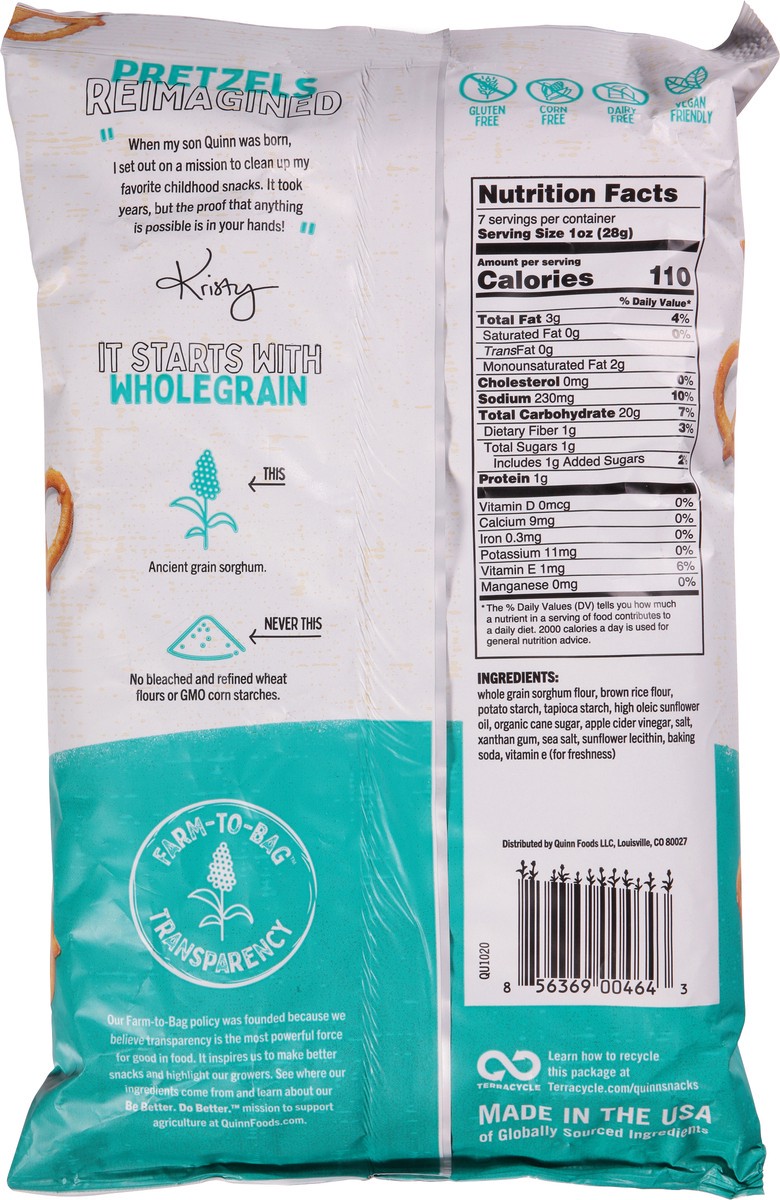 PRETZELS
REIMAGINED
"When my son Quinn was born,
I set out on a mission to clean up my
favorite childhood snacks. It took
years, but the proof that anything
is possible is in your hands!"
Kristy
IT STARTS WITH
WHOLEGRAIN
THIS
Ancient grain sorghum.
NEVER THIS
No bleached and refined wheat
flours or GMO corn starches.
FARM-TO-BAG™
TRANSPARENCY
Our Farm-to-Bag policy was founded because we
believe transparency is the most powerful force
for good in food. It inspires us to make better
snacks and highlight our growers. See where our
ingredients come from and learn about our
Be Better. Do Better.™ mission to support
agriculture at QuinnFoods.com.
GLUTEN FREE
CORN FREE
DAIRY FREE
VEGAN FRIENDLY
Nutrition Facts
7 servings per container
Serving Size 1oz (28g)
Amount per serving
Calories 110
% Daily Value*
Total Fat 3g 4%
Saturated Fat 0g 0%
TransFat 0g
Monounsaturated Fat 2g
Cholesterol 0mg 0%
Sodium 230mg 10%
Total Carbohydrate 20g 7%
Dietary Fiber 1g 3%
Total Sugars 1g
Includes 1g Added Sugars 2%
Protein 1g
Vitamin D 0mcg 0%
Calcium 9mg 0%
Iron 0.3mg 0%
Potassium 11mg 0%
Vitamin E 1mg 6%
Manganese 0mg 0%
*The % Daily Values (DV) tells you how much
a nutrient in a serving of food contributes to
a daily diet. 2000 calories a day is used for
general nutrition advice.
INGREDIENTS:
whole grain sorghum flour, brown rice flour,
potato starch, tapioca starch, high oleic sunflower
oil, organic cane sugar, apple cider vinegar, salt,
xanthan gum, sea salt, sunflower lecithin, baking
soda, vitamin e (for freshness)
Distributed by Quinn Foods LLC, Louisville, CO 80027
QU1020
8 56369 00464 3
TERRACYCLE
Learn how to recycle
this package at
Terracycle.com/quinnsnacks
MADE IN THE USA
of Globally Sourced Ingredients